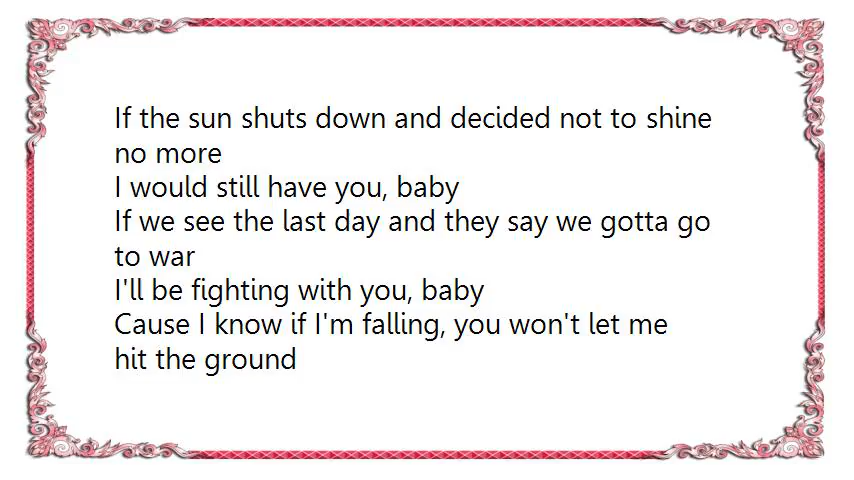 If the sun shuts down and decided not to shine
no more
I would still have you, baby
If we see the last day and they say we gotta go
to war
I'll be fighting with you, baby
Cause I know if I'm falling, you won't let me
hit the ground